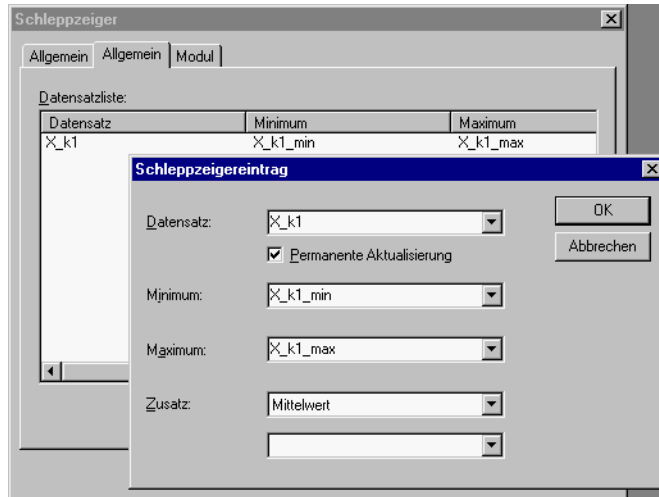 Schleppzeiger
Allgemein Allgemein Modul
Datensatzliste:
Datensatz Minimum Maximum
X_k1 X_k1_min X_k1_max
Schleppzeigereintrag
Datensatz: X_k1 OK
Permanente Aktualisierung Abbrechen
Minimum: X_k1_min
Maximum: X_k1_max
Zusatz: Mittelwert